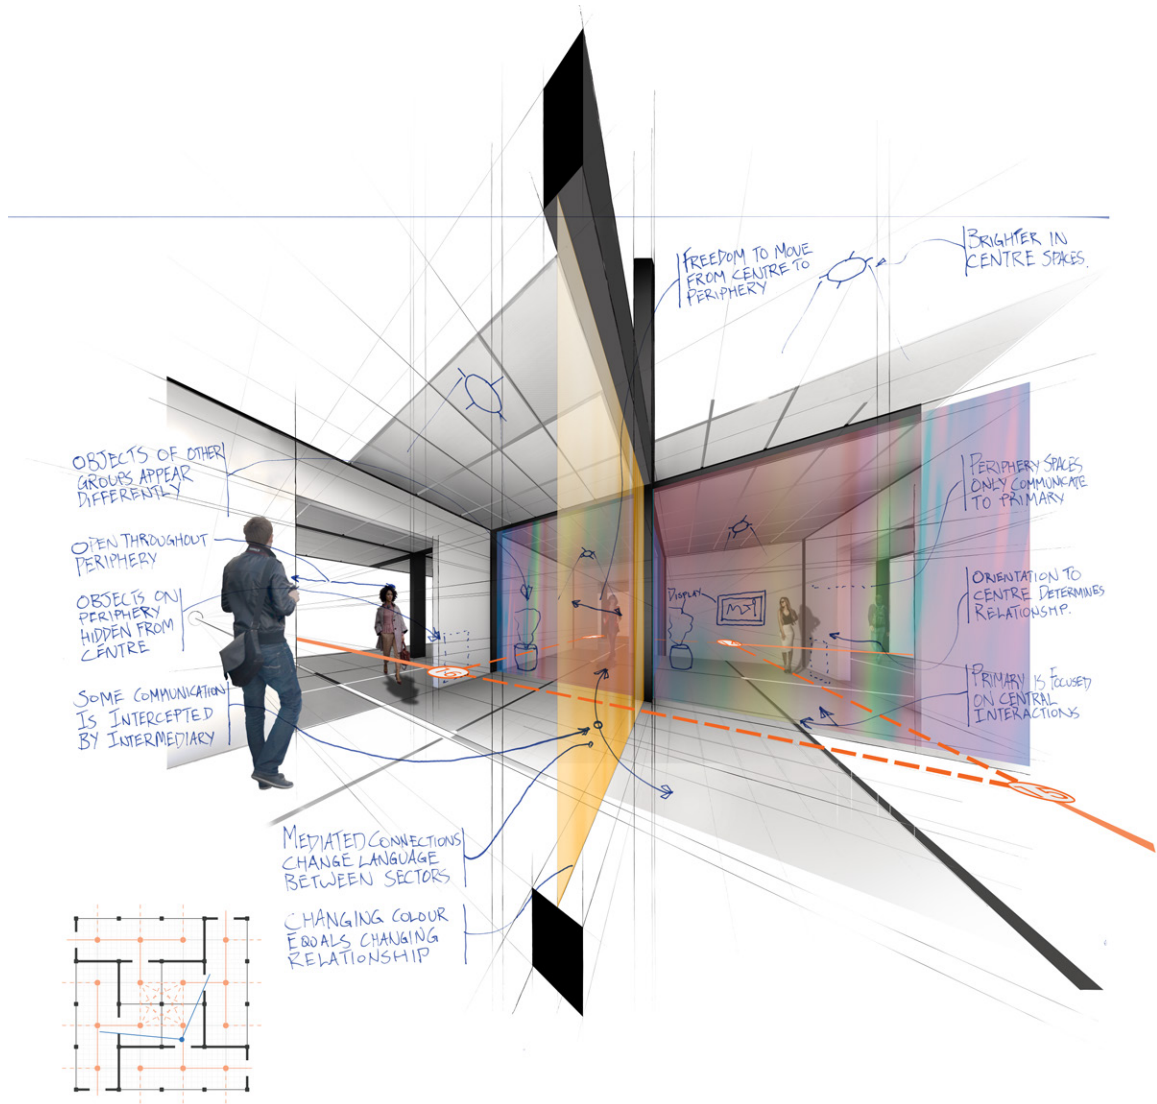 FREEDOM TO MOVE
FROM CENTRE TO
PERIPHERY
BRIGHTER IN
CENTRE SPACES.
OBJECTS OF OTHER
GROUPS APPEAR
DIFFERENTLY
OPEN THROUGHOUT
PERIPHERY
OBJECTS ON
PERIPHERY
HIDDEN FROM
CENTRE
SOME COMMUNICATION
IS INTERCEPTED
BY INTERMEDIARY
DISPLAY
PERIPHERY SPACES
ONLY COMMUNICATE
TO PRIMARY
ORIENTATION TO
CENTRE DETERMINES
RELATIONSHIP.
PRIMARY IS FOCUSED
ON CENTRAL
INTERACTIONS
MEDIATED CONNECTIONS
CHANGE LANGUAGE
BETWEEN SECTORS
CHANGING COLOUR
EQUALS CHANGING
RELATIONSHIP